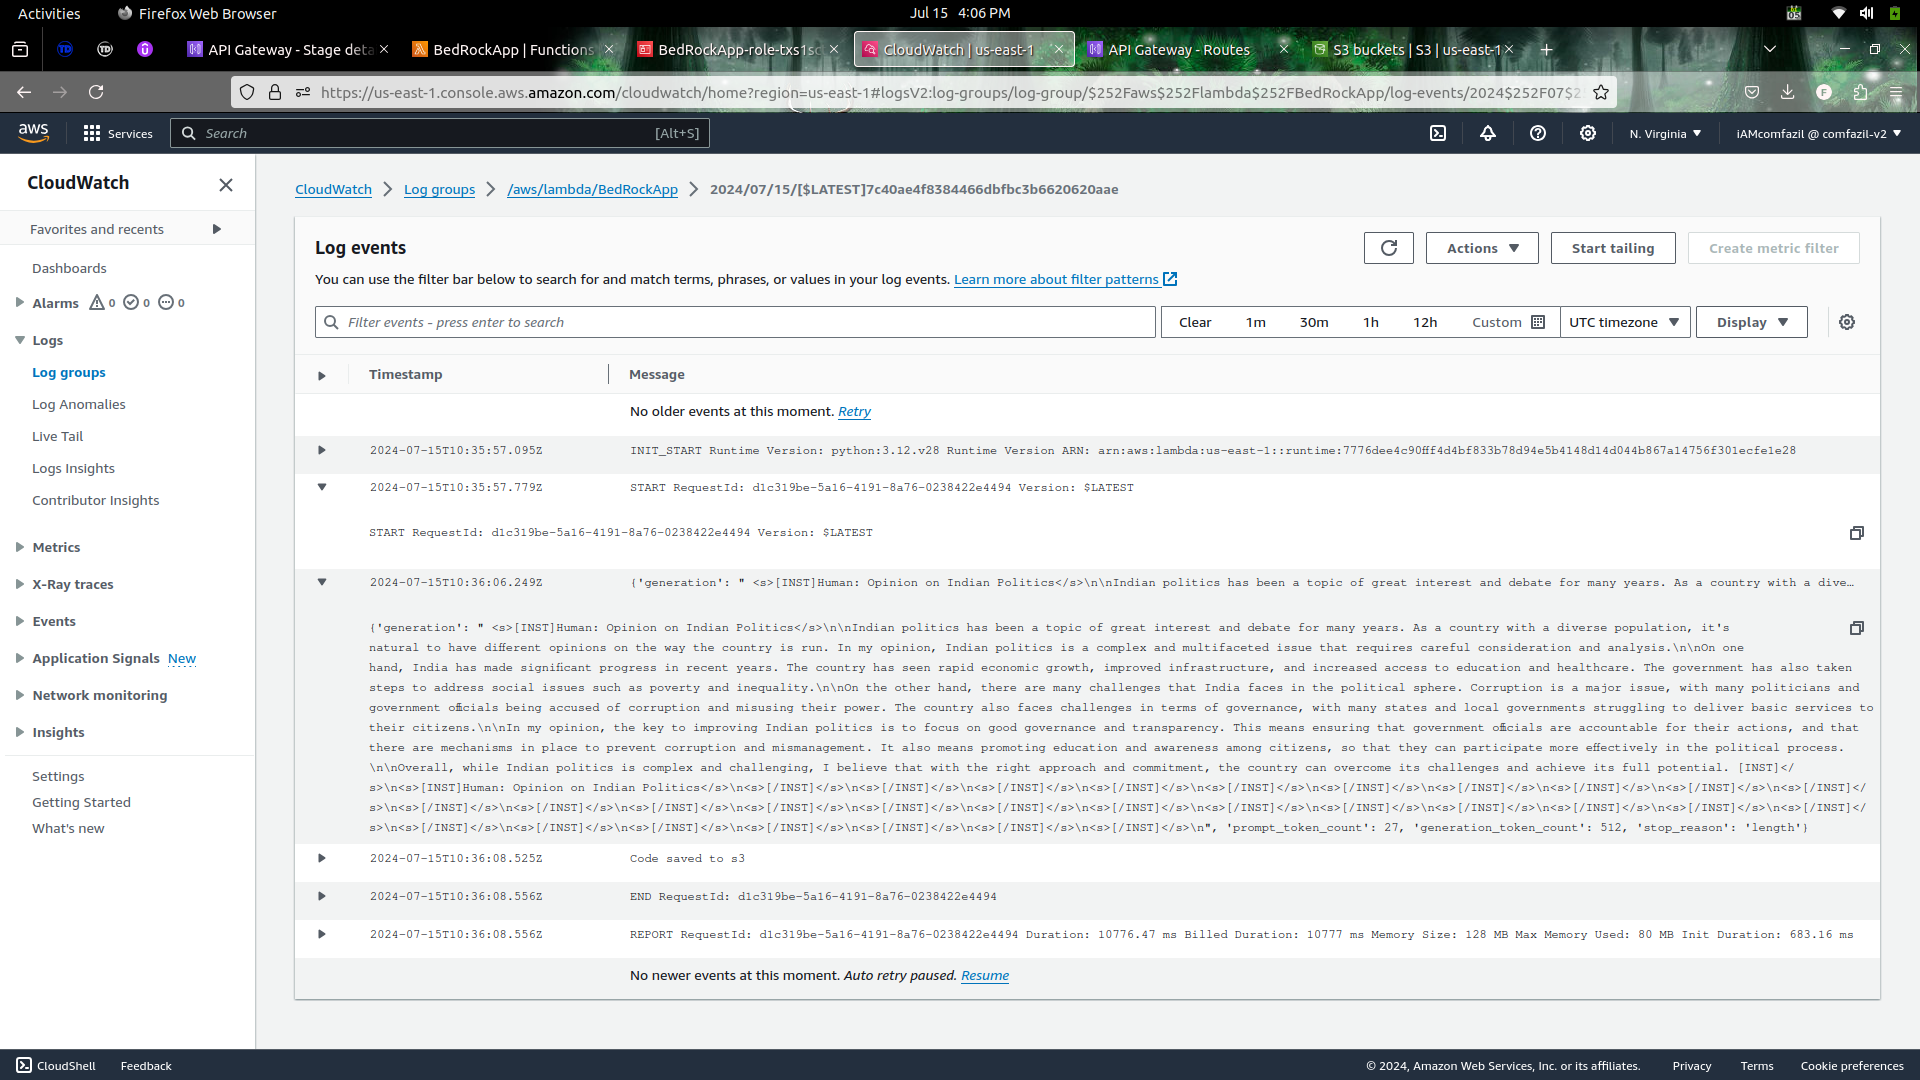 Activities Firefox Web Browser Jul 15 4:06 PM
API Gateway - Stage deta BedRockApp | Functions BedRockApp-role-txs1sc CloudWatch | us-east-1 API Gateway - Routes S3 buckets | S3 | us-east-1
https://us-east-1.console.aws.amazon.com/cloudwatch/home?region=us-east-1#logsV2:log-groups/log-group/$252Faws$252Flambda$252FBedRockApp/log-events/2024$252F07$2
aws Services Search [Alt+S] N. Virginia iAMcomfazil @ comfazil-v2
CloudWatch
Favorites and recents
Dashboards
Alarms 0 0 0
Logs
Log groups
Log Anomalies
Live Tail
Logs Insights
Contributor Insights
Metrics
X-Ray traces
Events
Application Signals New
Network monitoring
Insights
Settings
Getting Started
What's new
CloudWatch Log groups /aws/lambda/BedRockApp 2024/07/15/[$LATEST]7c40ae4f8384466dbfbc3b6620620aae
Log events
Actions Start tailing Create metric filter
You can use the filter bar below to search for and match terms, phrases, or values in your log events. Learn more about filter patterns
Filter events - press enter to search Clear 1m 30m 1h 12h Custom UTC timezone Display
Timestamp Message
No older events at this moment. Retry
2024-07-15T10:35:57.095Z INIT_START Runtime Version: python:3.12.v28 Runtime Version ARN: arn:aws:lambda:us-east-1::runtime:7776dee4c90fff4d4bf833b78d94e5b4148d14d044b867a14756f301ecfe1e28
2024-07-15T10:35:57.779Z START RequestId: d1c319be-5a16-4191-8a76-0238422e4494 Version: $LATEST
START RequestId: d1c319be-5a16-4191-8a76-0238422e4494 Version: $LATEST
2024-07-15T10:36:06.249Z {'generation': " <s>[INST]Human: Opinion on Indian Politics</s>\n\nIndian politics has been a topic of great interest and debate for many years. As a country with a dive…
{'generation': " <s>[INST]Human: Opinion on Indian Politics</s>\n\nIndian politics has been a topic of great interest and debate for many years. As a country with a diverse population, it's
natural to have different opinions on the way the country is run. In my opinion, Indian politics is a complex and multifaceted issue that requires careful consideration and analysis.\n\nOn one
hand, India has made significant progress in recent years. The country has seen rapid economic growth, improved infrastructure, and increased access to education and healthcare. The government has also taken
steps to address social issues such as poverty and inequality.\n\nOn the other hand, there are many challenges that India faces in the political sphere. Corruption is a major issue, with many politicians and
government officials being accused of corruption and misusing their power. The country also faces challenges in terms of governance, with many states and local governments struggling to deliver basic services to
their citizens.\n\nIn my opinion, the key to improving Indian politics is to focus on good governance and transparency. This means ensuring that government officials are accountable for their actions, and that
there are mechanisms in place to prevent corruption and mismanagement. It also means promoting education and awareness among citizens, so that they can participate more effectively in the political process.
\n\nOverall, while Indian politics is complex and challenging, I believe that with the right approach and commitment, the country can overcome its challenges and achieve its full potential. [INST]</
s>\n<s>[INST]Human: Opinion on Indian Politics</s>\n<s>[/INST]</s>\n<s>[/INST]</s>\n<s>[/INST]</s>\n<s>[/INST]</s>\n<s>[/INST]</s>\n<s>[/INST]</s>\n<s>[/INST]</s>\n<s>[/INST]</s>\n<s>[/INST]</s>\n<s>[/INST]</
s>\n<s>[/INST]</s>\n<s>[/INST]</s>\n<s>[/INST]</s>\n<s>[/INST]</s>\n<s>[/INST]</s>\n<s>[/INST]</s>\n<s>[/INST]</s>\n<s>[/INST]</s>\n<s>[/INST]</s>\n<s>[/INST]</s>\n<s>[/INST]</s>\n<s>[/INST]</s>\n<s>[/INST]</
s>\n<s>[/INST]</s>\n<s>[/INST]</s>\n<s>[/INST]</s>\n<s>[/INST]</s>\n<s>[/INST]</s>\n<s>[/INST]</s>\n<s>[/INST]</s>\n", 'prompt_token_count': 27, 'generation_token_count': 512, 'stop_reason': 'length'}
2024-07-15T10:36:08.525Z Code saved to s3
2024-07-15T10:36:08.556Z END RequestId: d1c319be-5a16-4191-8a76-0238422e4494
2024-07-15T10:36:08.556Z REPORT RequestId: d1c319be-5a16-4191-8a76-0238422e4494 Duration: 10776.47 ms Billed Duration: 10777 ms Memory Size: 128 MB Max Memory Used: 80 MB Init Duration: 683.16 ms
No newer events at this moment. Auto retry paused. Resume
CloudShell Feedback © 2024, Amazon Web Services, Inc. or its affiliates. Privacy Terms Cookie preferences